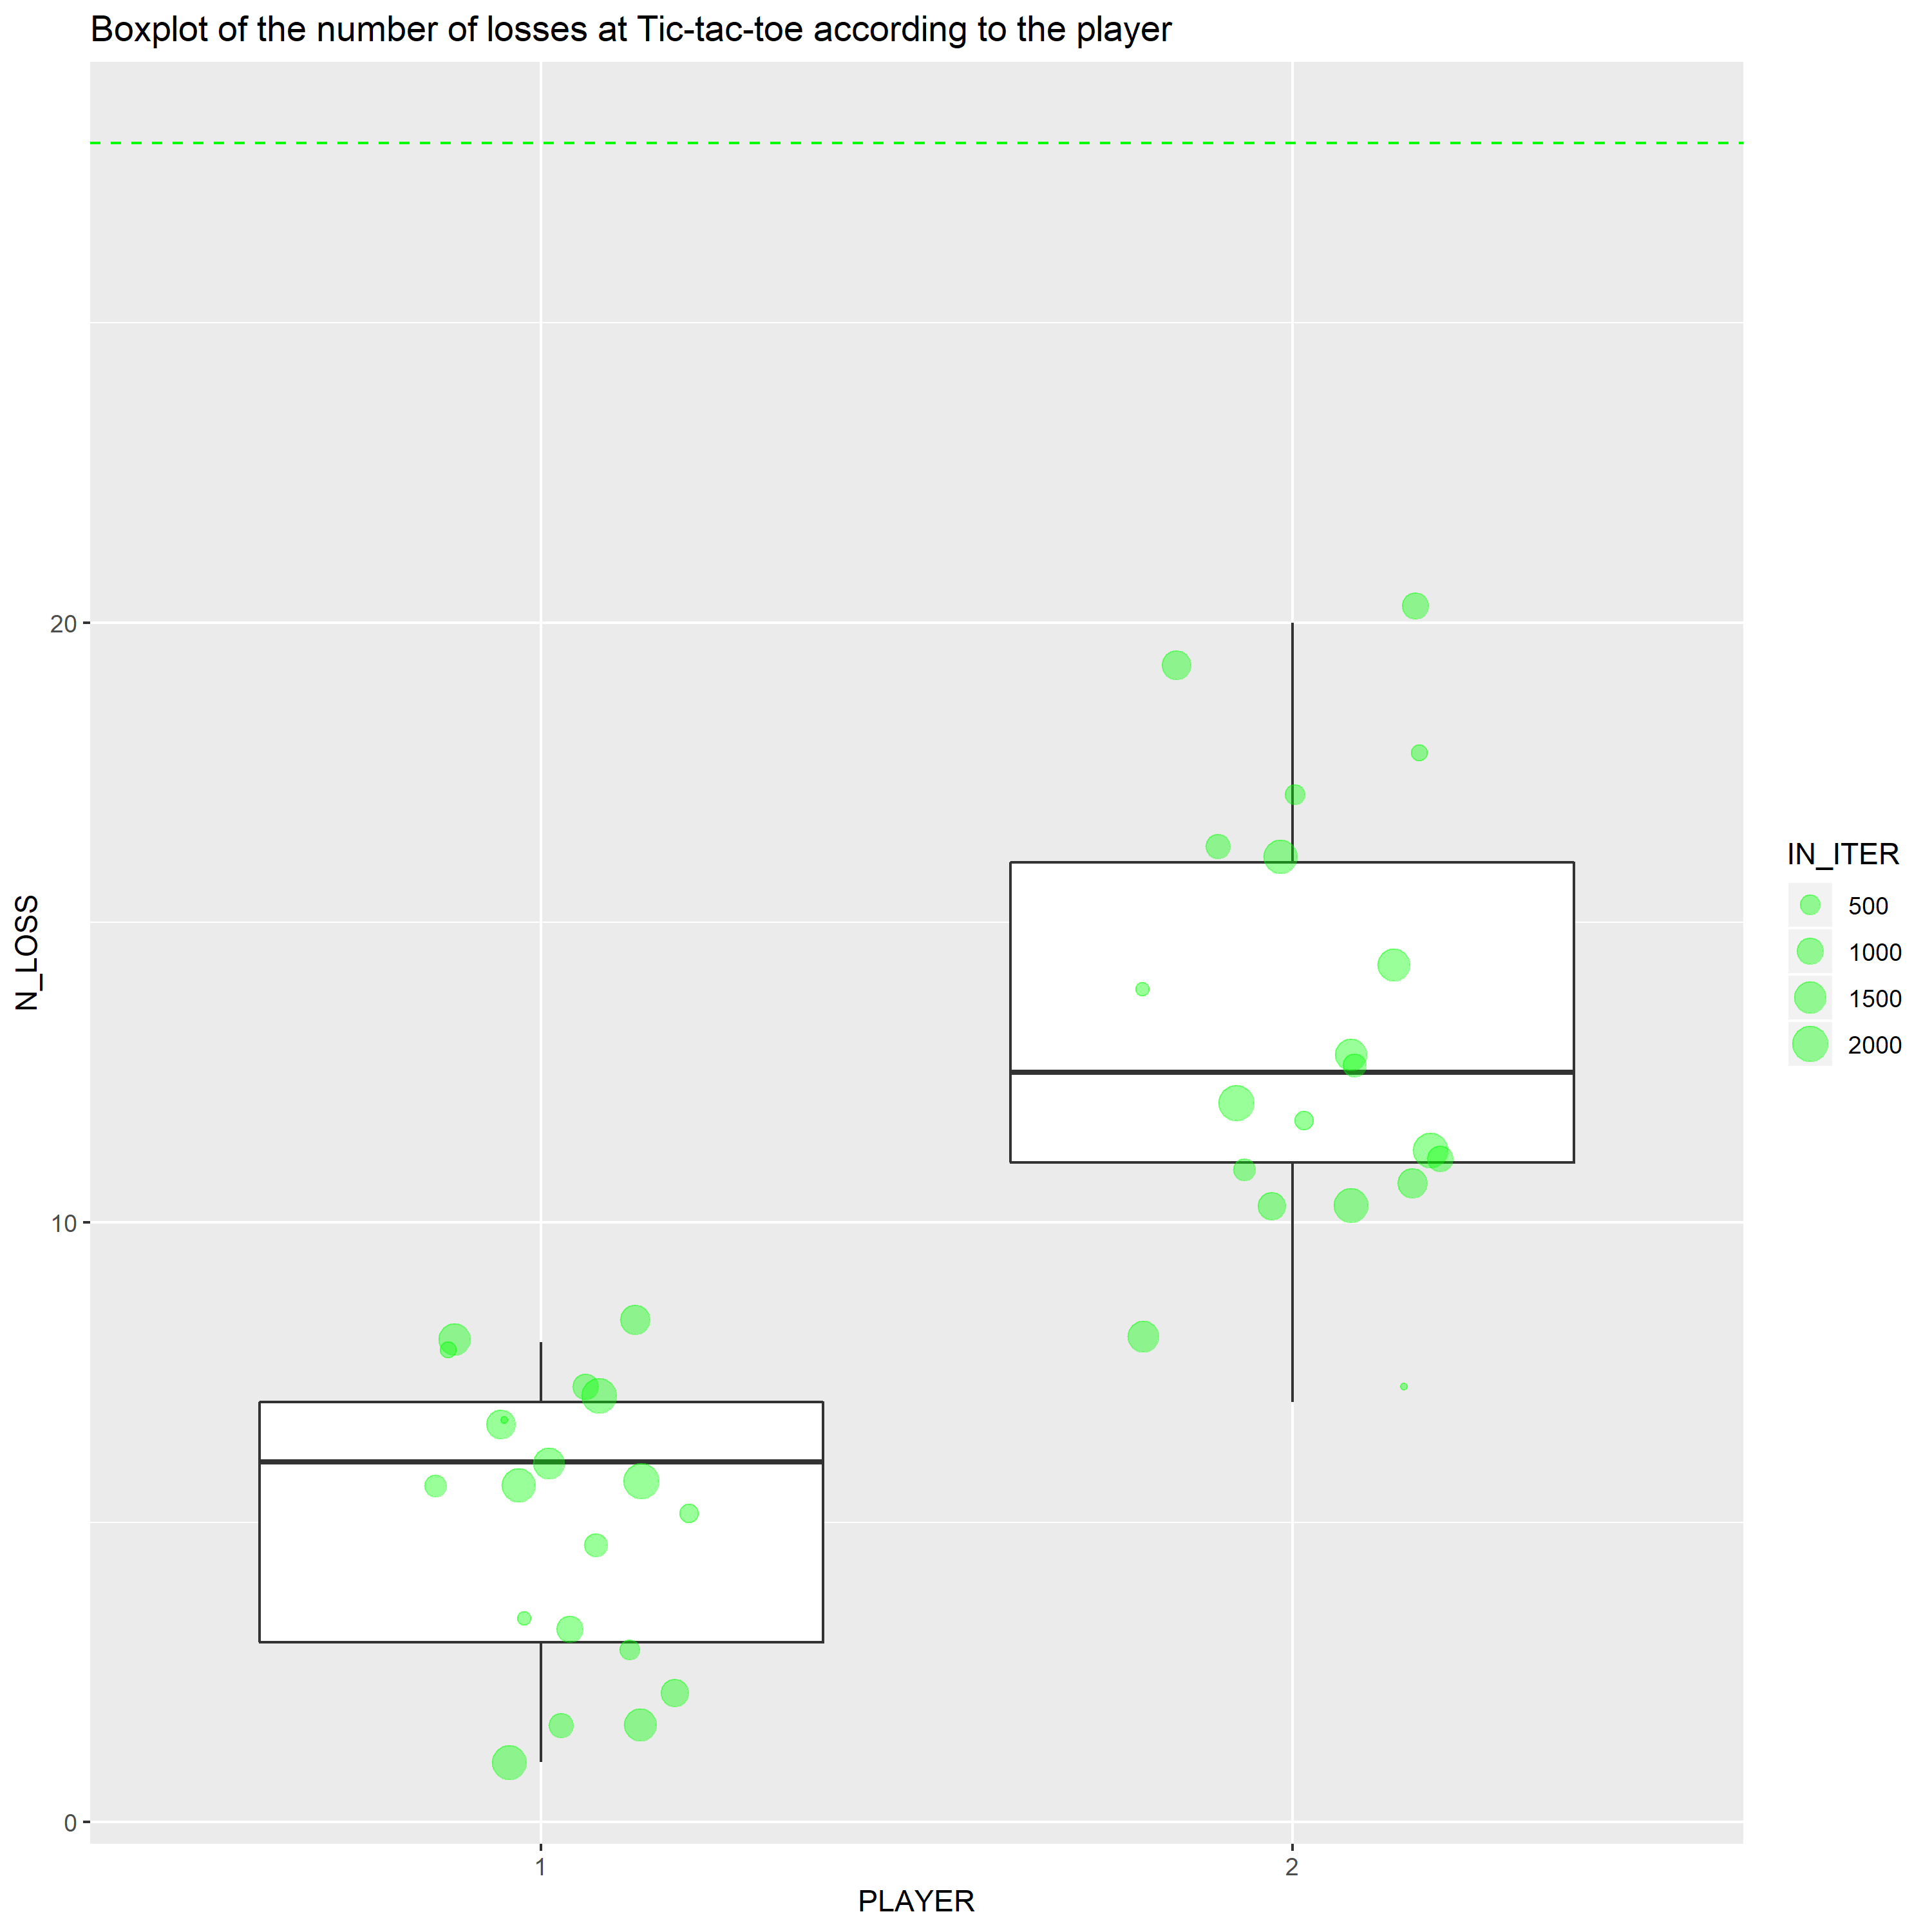 Boxplot of the number of losses at Tic-tac-toe according to the player
N_LOSS
20
10
0
1
2
PLAYER
IN_ITER
500
1000
1500
2000